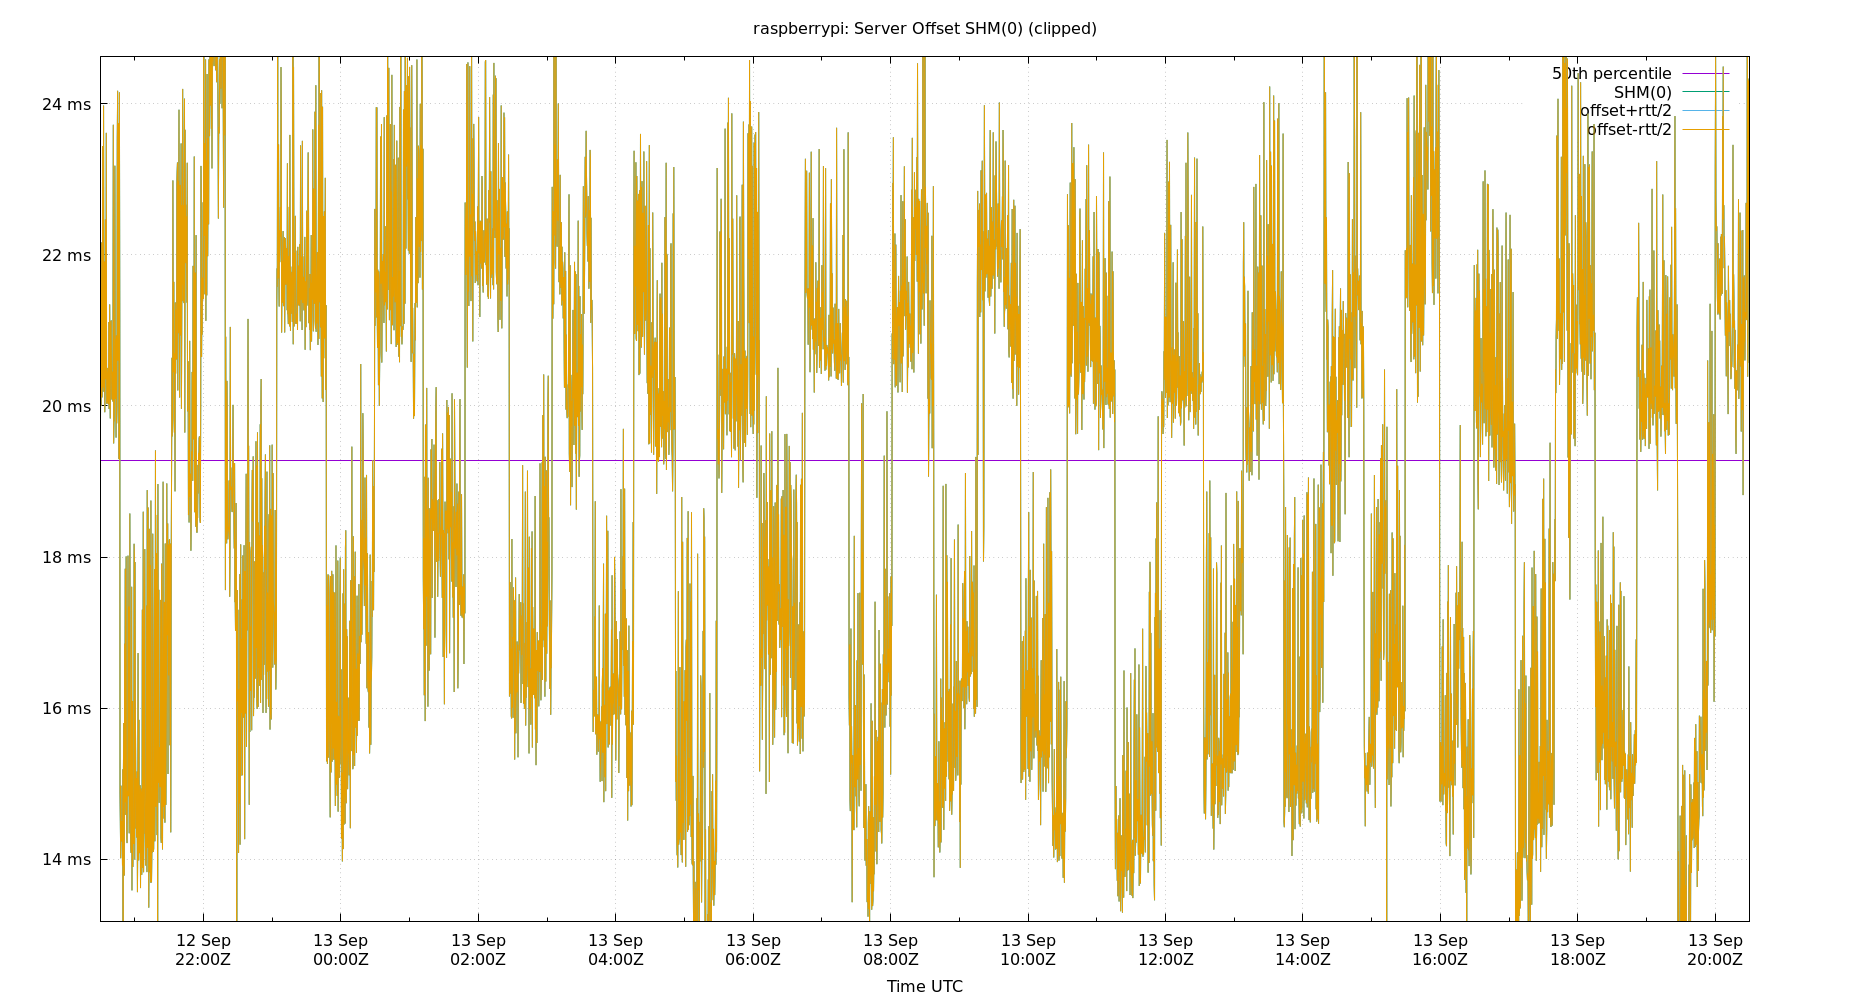 raspberrypi: Server Offset SHM(0) (clipped)
50th percentile
SHM(0)
offset+rtt/2
offset-rtt/2
24 ms
22 ms
20 ms
18 ms
16 ms
14 ms
12 Sep 13 Sep 13 Sep 13 Sep 13 Sep 13 Sep 13 Sep 13 Sep 13 Sep 13 Sep 13 Sep 13 Sep
22:00Z 00:00Z 02:00Z 04:00Z 06:00Z 08:00Z 10:00Z 12:00Z 14:00Z 16:00Z 18:00Z 20:00Z
Time UTC